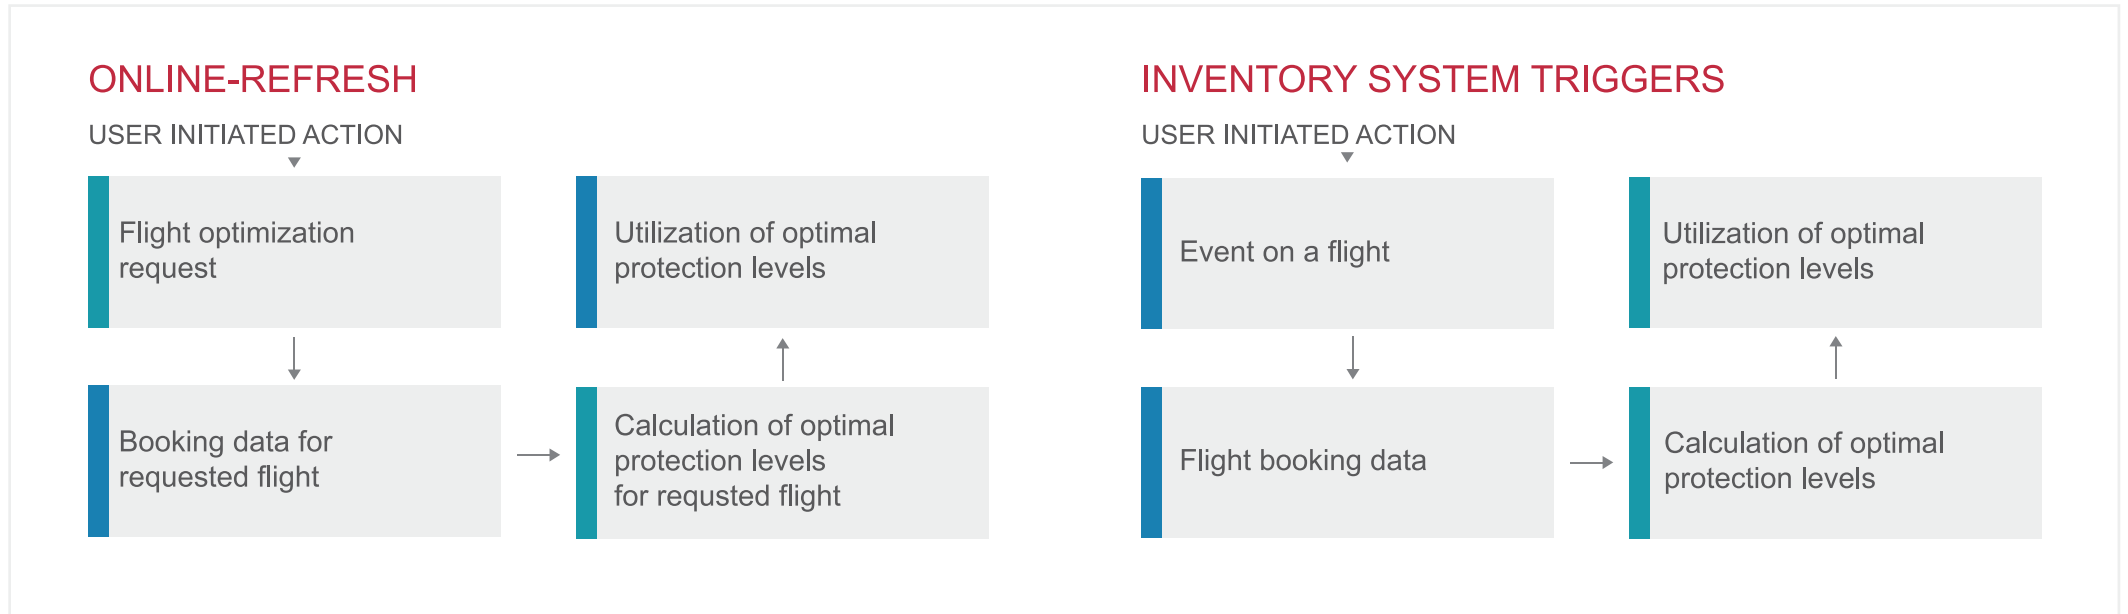 ONLINE-REFRESH
USER INITIATED ACTION
Flight optimization
request
Booking data for
requested flight
Calculation of optimal
protection levels
for requsted flight
Utilization of optimal
protection levels
INVENTORY SYSTEM TRIGGERS
USER INITIATED ACTION
Event on a flight
Flight booking data
Calculation of optimal
protection levels
Utilization of optimal
protection levels